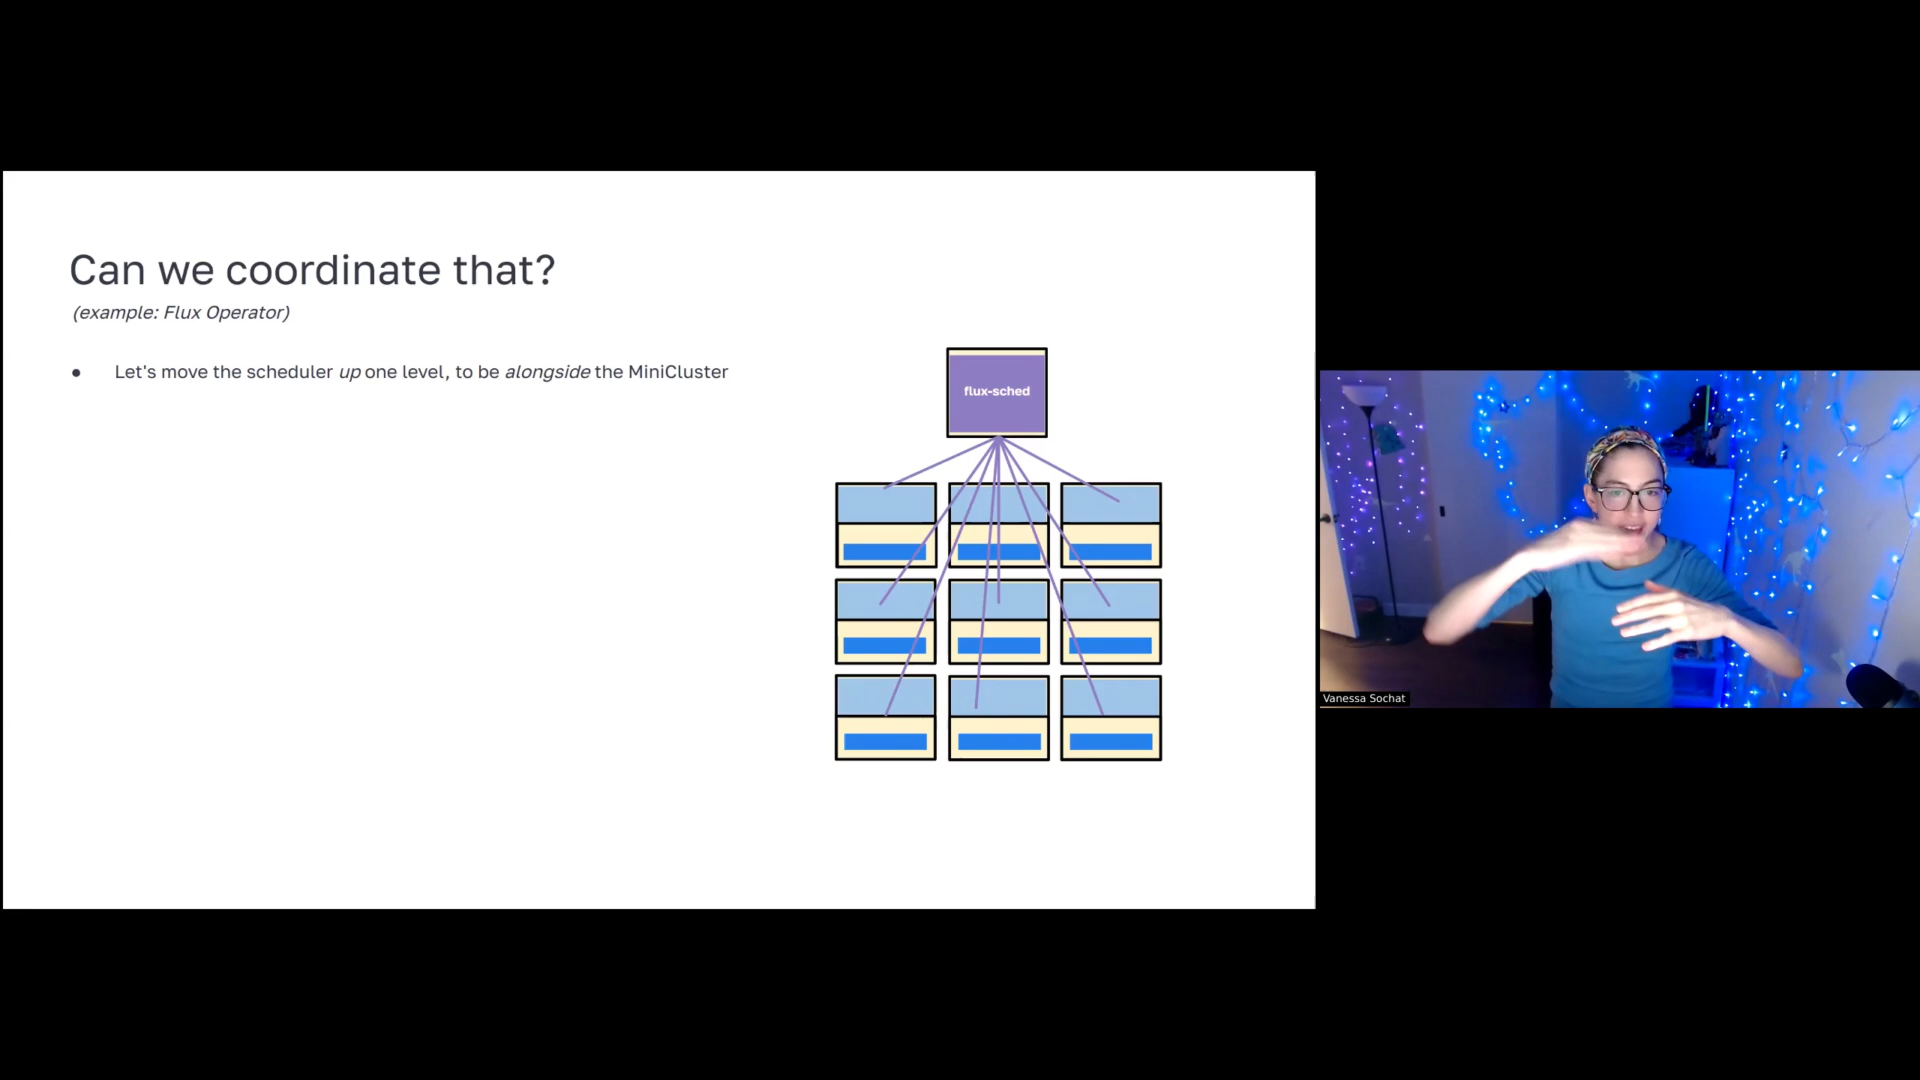 Can we coordinate that?
(example: Flux Operator)
● Let's move the scheduler up one level, to be alongside the MiniCluster
flux-sched
Vanessa Sochat